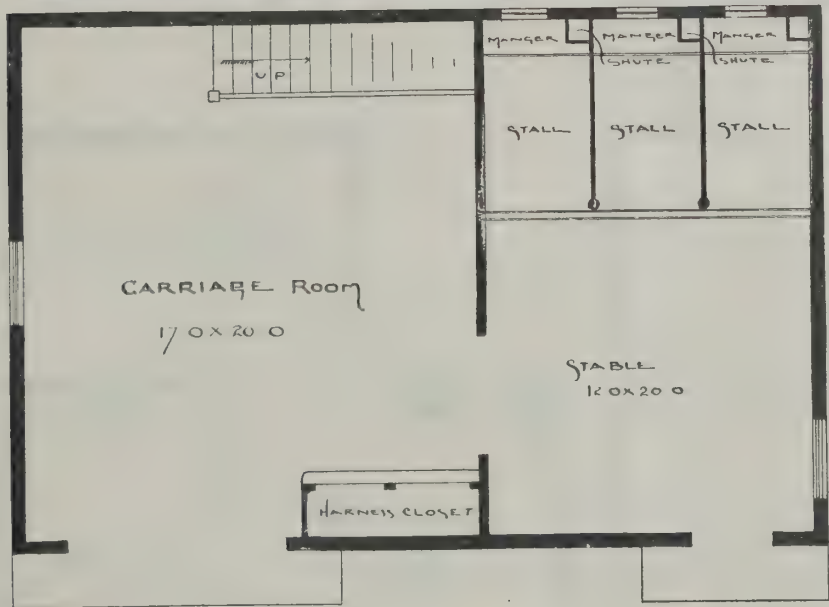 MANGER MANGER MANGER
SHUTE SHUTE
UP
STALL STALL STALL
CARRIAGE ROOM
17 0 X 20 0
STABLE
12 0 X 20 0
HARNESS CLOSET